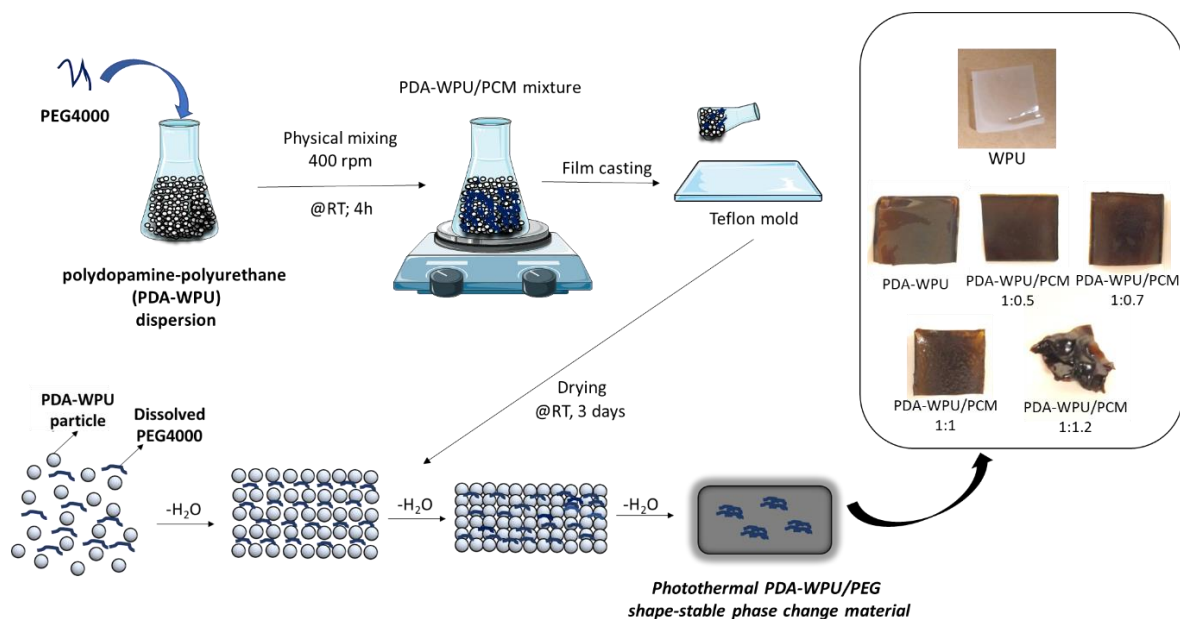 PEG4000
Physical mixing
400 rpm
@RT; 4h
PDA-WPU/PCM mixture
Film casting
Teflon mold
polydopamine-polyurethane
(PDA-WPU)
dispersion
Drying
@RT, 3 days
PDA-WPU
particle
Dissolved
PEG4000
-H₂O
-H₂O
-H₂O
Photothermal PDA-WPU/PEG
shape-stable phase change material
WPU
PDA-WPU
PDA-WPU/PCM
1:0.5
PDA-WPU/PCM
1:0.7
PDA-WPU/PCM
1:1
PDA-WPU/PCM
1:1.2